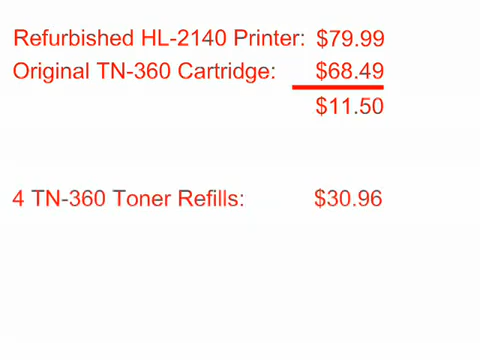 Refurbished HL-2140 Printer: $79.99
Original TN-360 Cartridge: $68.49
$11.50
4 TN-360 Toner Refills: $30.96